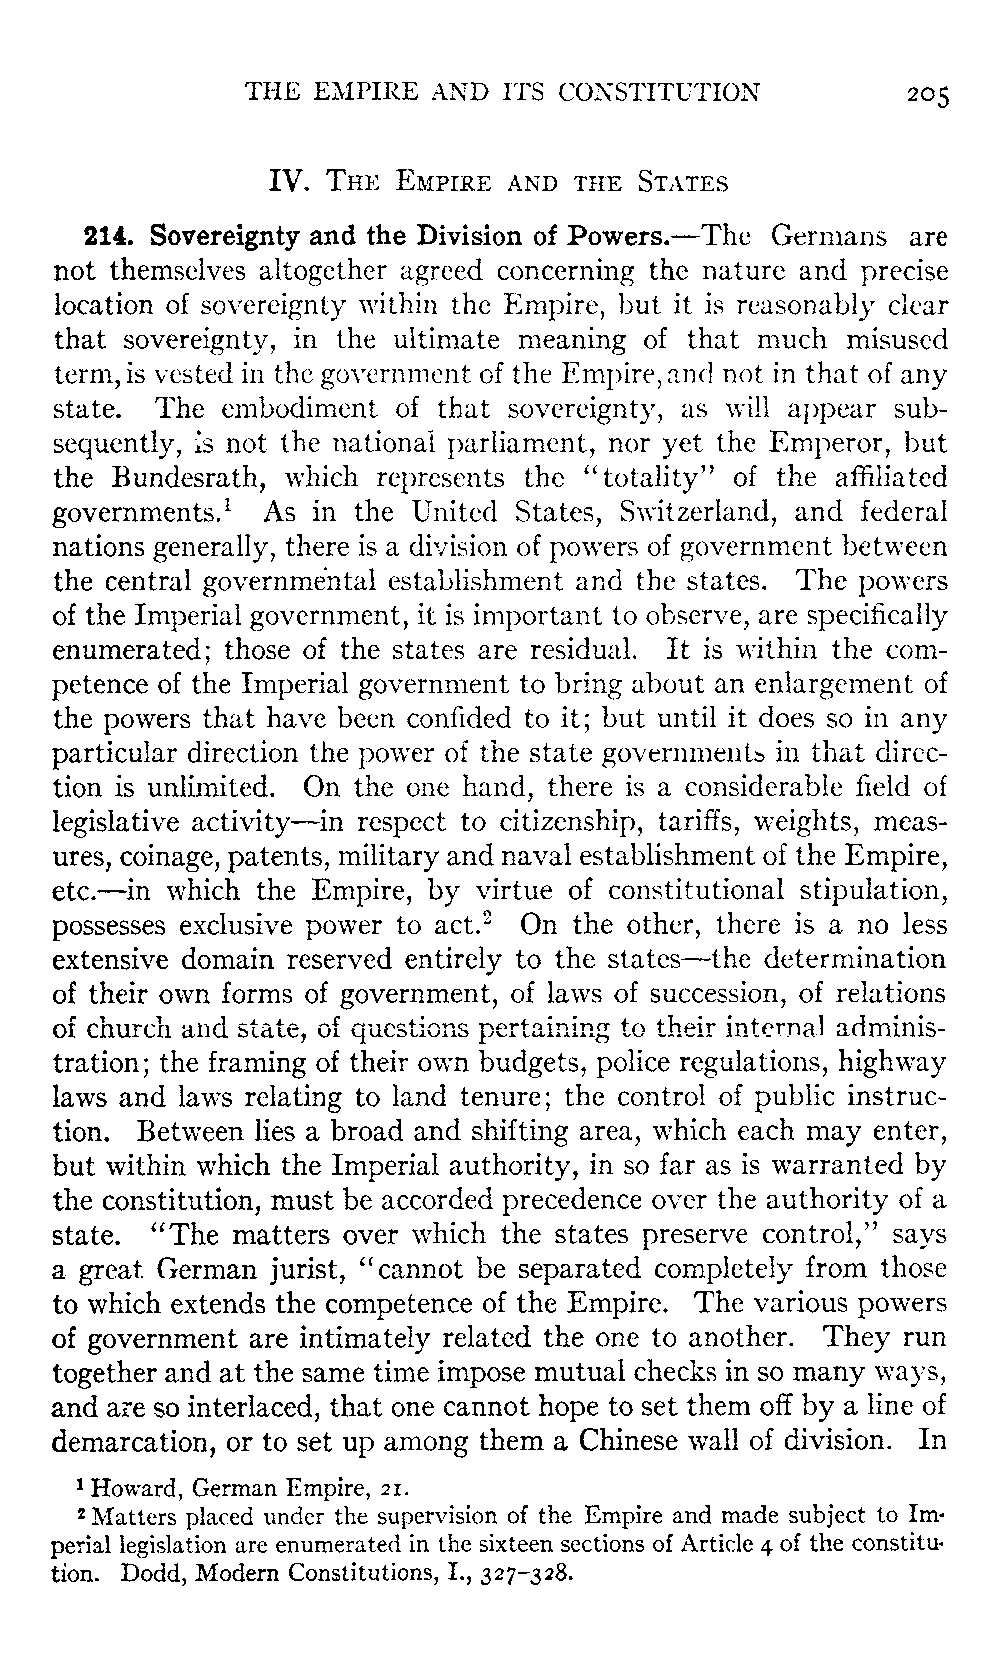 THE EMPIRE AND ITS CONSTITUTION 205
IV. THE EMPIRE AND THE STATES
214. Sovereignty and the Division of Powers.—The Germans are
not themselves altogether agreed concerning the nature and precise
location of sovereignty within the Empire, but it is reasonably clear
that sovereignty, in the ultimate meaning of that much misused
term, is vested in the government of the Empire, and not in that of any
state. The embodiment of that sovereignty, as will appear sub-
sequently, is not the national parliament, nor yet the Emperor, but
the Bundesrath, which represents the “totality” of the affiliated
governments.¹ As in the United States, Switzerland, and federal
nations generally, there is a division of powers of government between
the central governmental establishment and the states. The powers
of the Imperial government, it is important to observe, are specifically
enumerated; those of the states are residual. It is within the com-
petence of the Imperial government to bring about an enlargement of
the powers that have been confided to it; but until it does so in any
particular direction the power of the state governments in that direc-
tion is unlimited. On the one hand, there is a considerable field of
legislative activity—in respect to citizenship, tariffs, weights, meas-
ures, coinage, patents, military and naval establishment of the Empire,
etc.—in which the Empire, by virtue of constitutional stipulation,
possesses exclusive power to act.² On the other, there is a no less
extensive domain reserved entirely to the states—the determination
of their own forms of government, of laws of succession, of relations
of church and state, of questions pertaining to their internal adminis-
tration; the framing of their own budgets, police regulations, highway
laws and laws relating to land tenure; the control of public instruc-
tion. Between lies a broad and shifting area, which each may enter,
but within which the Imperial authority, in so far as is warranted by
the constitution, must be accorded precedence over the authority of a
state. “The matters over which the states preserve control,” says
a great German jurist, “cannot be separated completely from those
to which extends the competence of the Empire. The various powers
of government are intimately related the one to another. They run
together and at the same time impose mutual checks in so many ways,
and are so interlaced, that one cannot hope to set them off by a line of
demarcation, or to set up among them a Chinese wall of division. In
¹ Howard, German Empire, 21.
² Matters placed under the supervision of the Empire and made subject to Im-
perial legislation are enumerated in the sixteen sections of Article 4 of the constitu-
tion. Dodd, Modern Constitutions, I., 327–328.